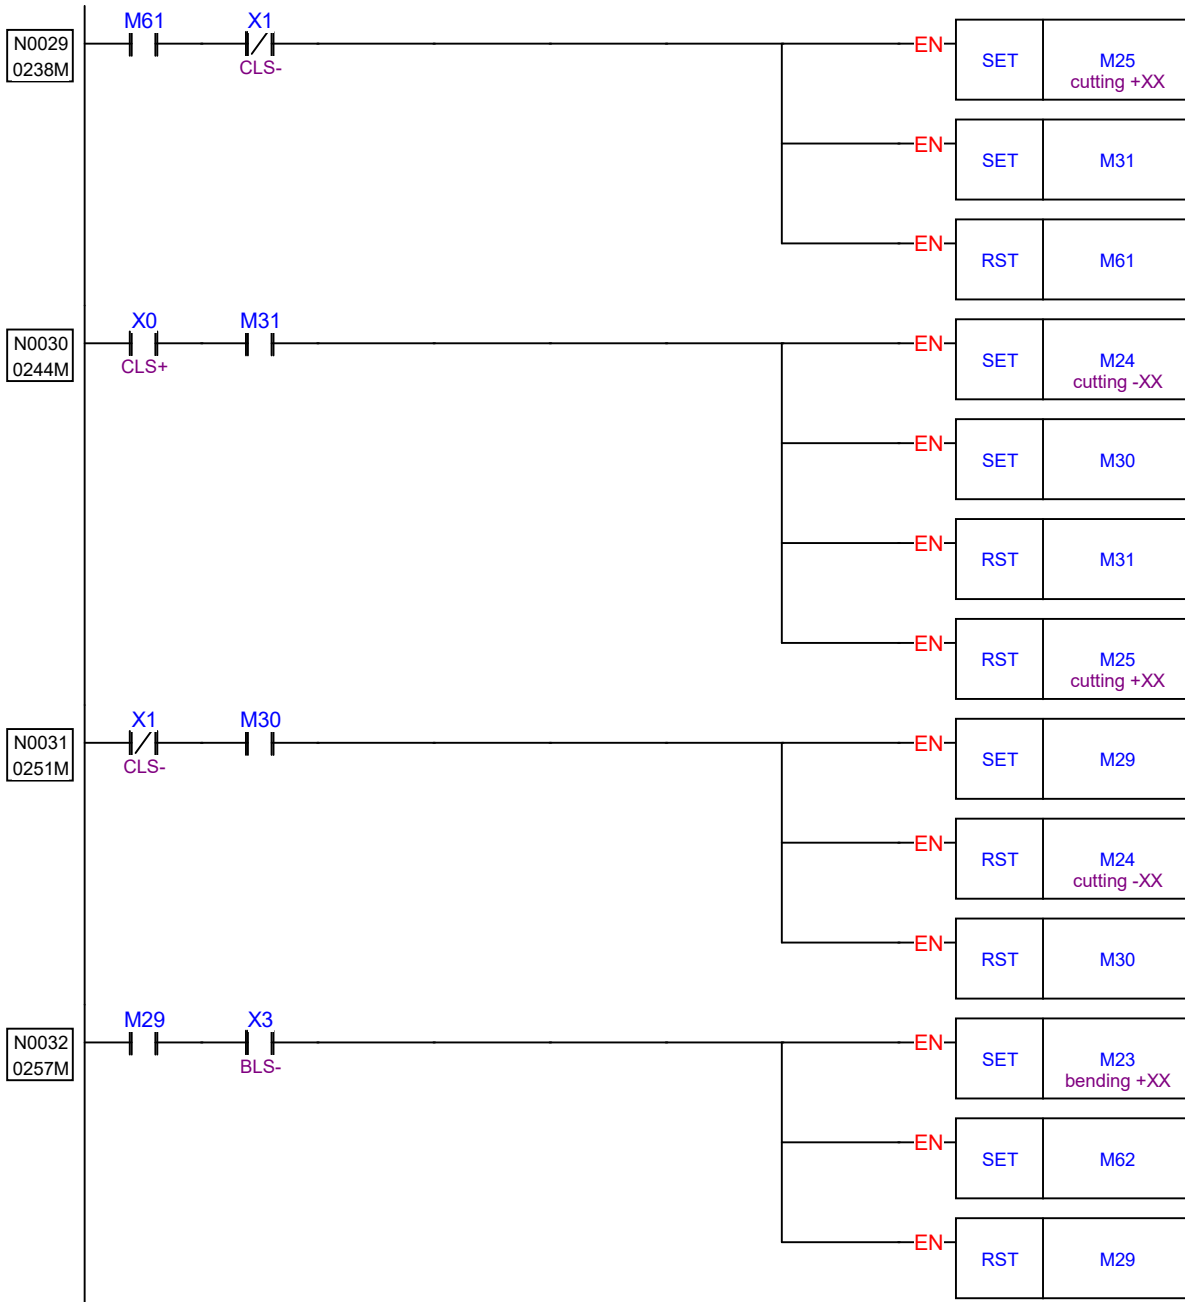 M61 X1
N0029
0238M
CLS-
EN
SET M25
cutting +XX
EN
SET M31
EN
RST M61
X0 M31
N0030
0244M
CLS+
EN
SET M24
cutting -XX
EN
SET M30
EN
RST M31
EN
RST M25
cutting +XX
X1 M30
N0031
0251M
CLS-
EN
SET M29
EN
RST M24
cutting -XX
EN
RST M30
M29 X3
N0032
0257M
BLS-
EN
SET M23
bending +XX
EN
SET M62
EN
RST M29